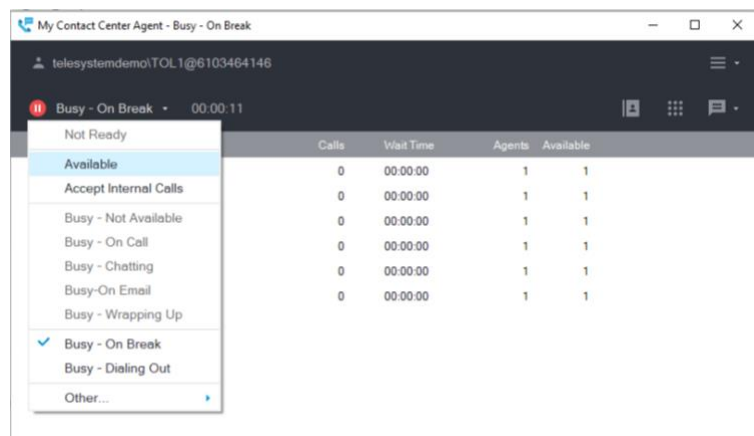 My Contact Center Agent - Busy - On Break
telesystemdemo\TOL1@6103464146
Busy - On Break 00:00:11
Not Ready
Available
Accept Internal Calls
Busy - Not Available
Busy - On Call
Busy - Chatting
Busy-On Email
Busy - Wrapping Up
Busy - On Break
Busy - Dialing Out
Other...
Calls Wait Time Agents Available
0 00:00:00 1 1
0 00:00:00 1 1
0 00:00:00 1 1
0 00:00:00 1 1
0 00:00:00 1 1
0 00:00:00 1 1